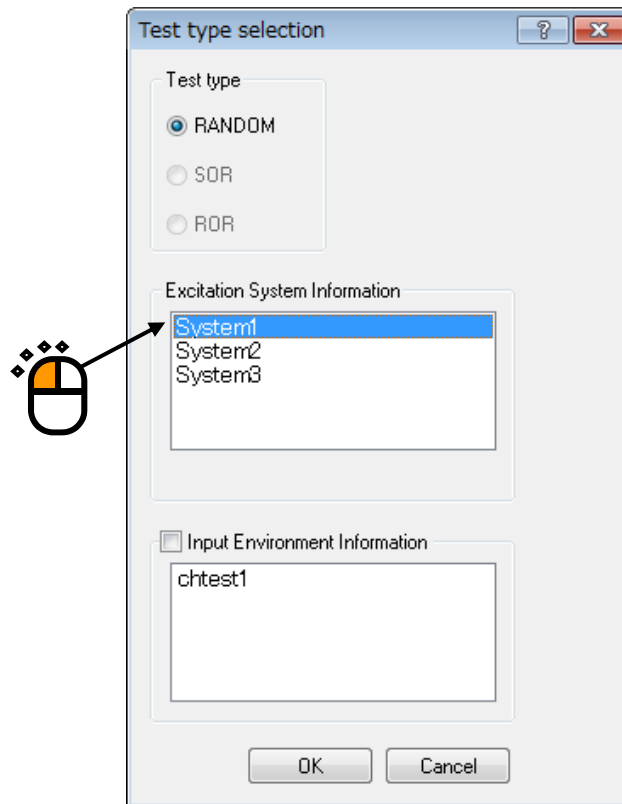 Test type selection
Test type
RANDOM
SOR
ROR
Excitation System Information
System1
System2
System3
Input Environment Information
chtest1
OK Cancel